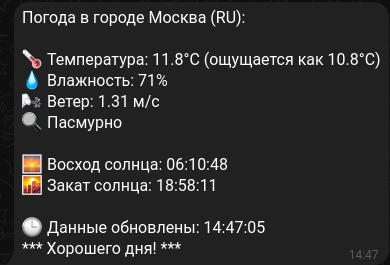 Погода в городе Москва (RU):
🌡️ Температура: 11.8°C (ощущается как 10.8°C)
💧 Влажность: 71%
🌬️ Ветер: 1.31 м/с
🔍 Пасмурно
🌅 Восход солнца: 06:10:48
🌇 Закат солнца: 18:58:11
🕒 Данные обновлены: 14:47:05
*** Хорошего дня! ***
14:47